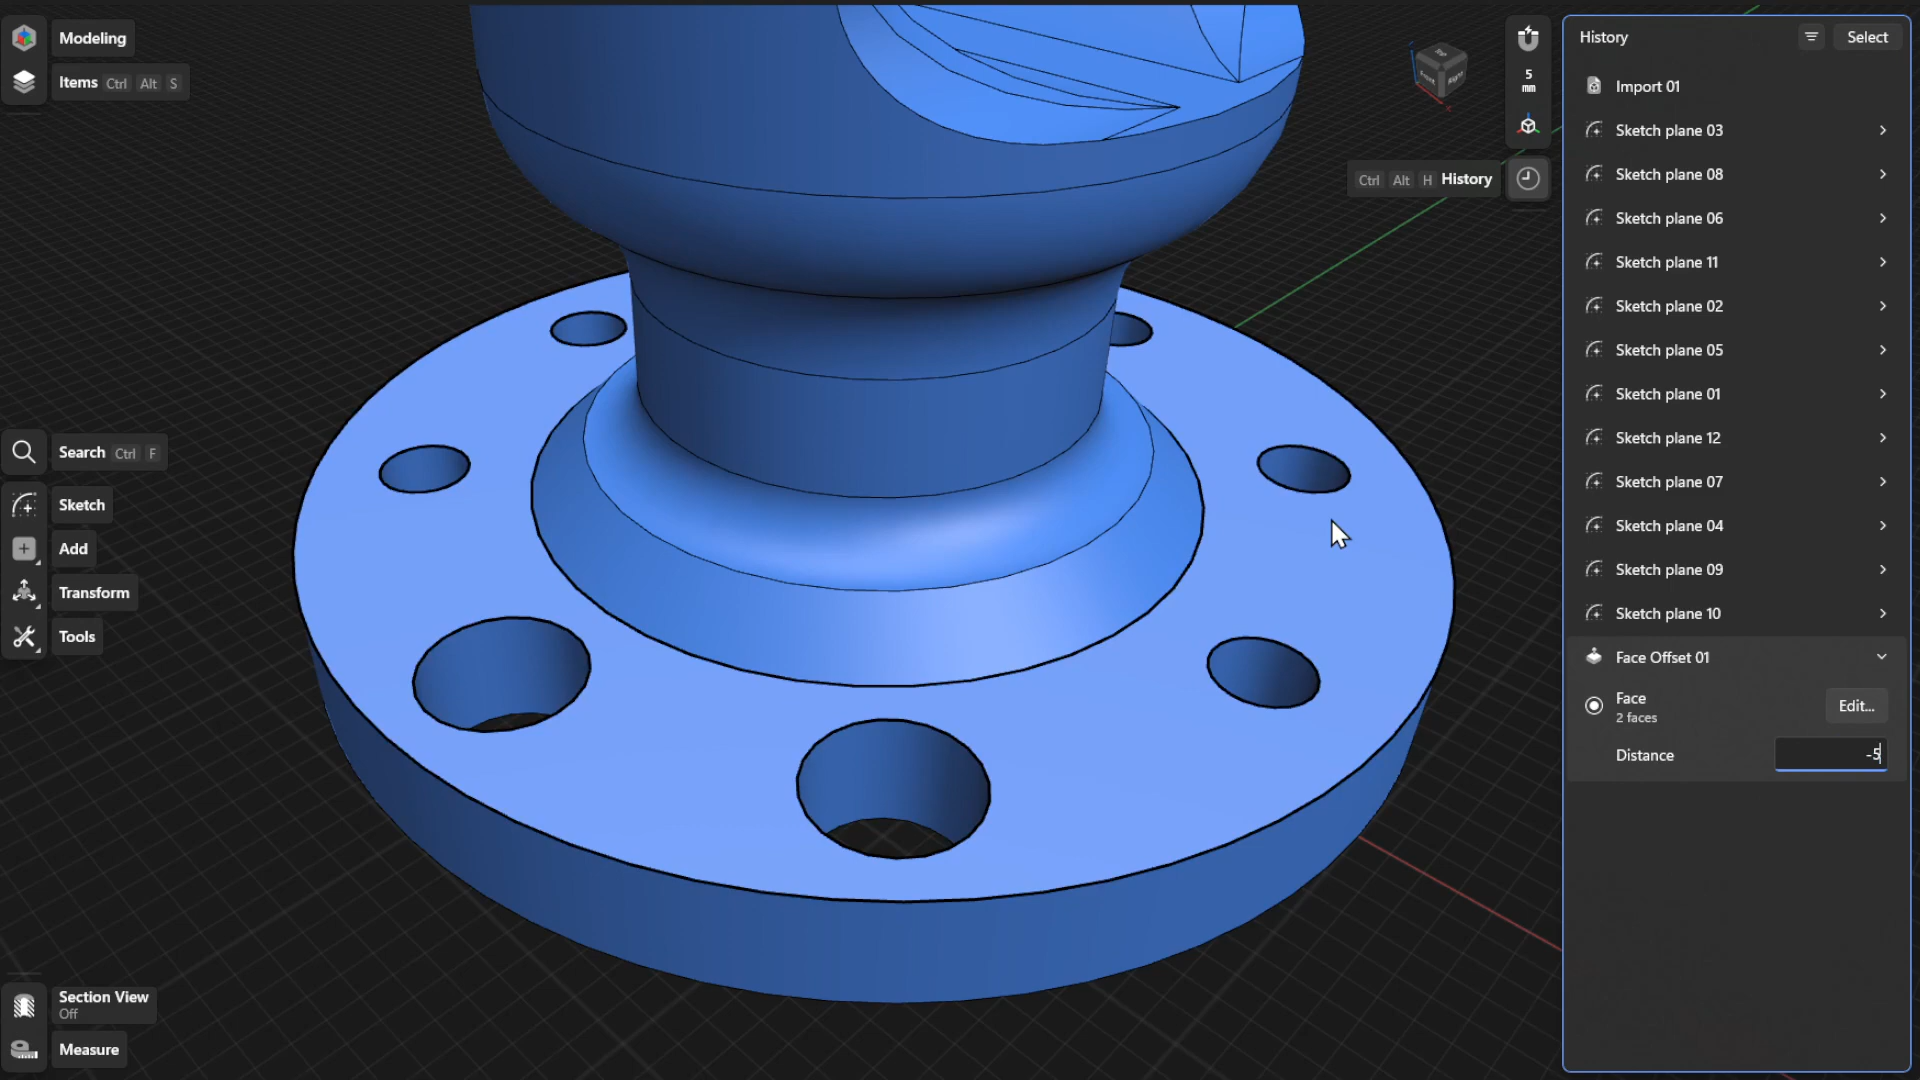 Modeling
Items Ctrl Alt S
Search Ctrl F
Sketch
Add
Transform
Tools
Section View
Off
Measure
Top
Front
Right
5
mm
Ctrl Alt H History
History
Select
Import 01
Sketch plane 03
Sketch plane 08
Sketch plane 06
Sketch plane 11
Sketch plane 02
Sketch plane 05
Sketch plane 01
Sketch plane 12
Sketch plane 07
Sketch plane 04
Sketch plane 09
Sketch plane 10
Face Offset 01
Face
2 faces
Edit...
Distance
-5